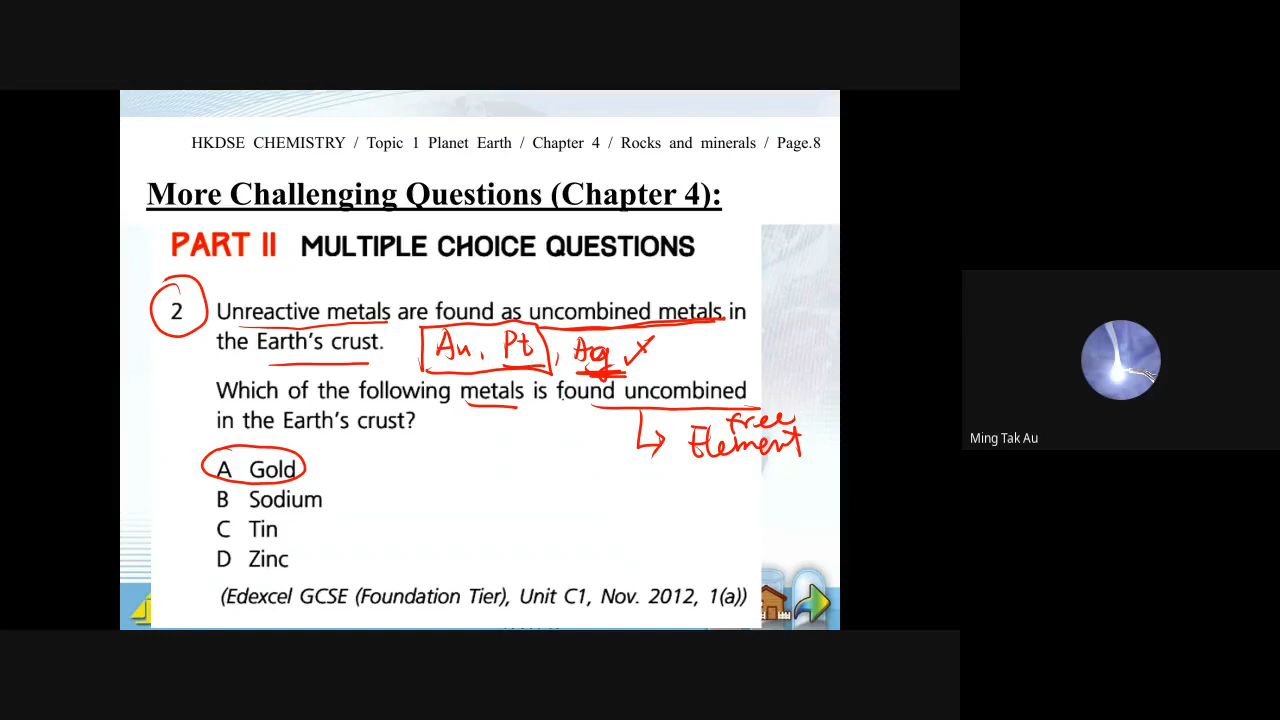 HKDSE CHEMISTRY / Topic 1 Planet Earth / Chapter 4 / Rocks and minerals / Page.8
More Challenging Questions (Chapter 4):
PART II MULTIPLE CHOICE QUESTIONS
2 Unreactive metals are found as uncombined metals in
the Earth's crust.
Au, Pt, Ag ✓
Which of the following metals is found uncombined
in the Earth's crust?
free
→ Element
A Gold
B Sodium
C Tin
D Zinc
(Edexcel GCSE (Foundation Tier), Unit C1, Nov. 2012, 1(a))
Ming Tak Au